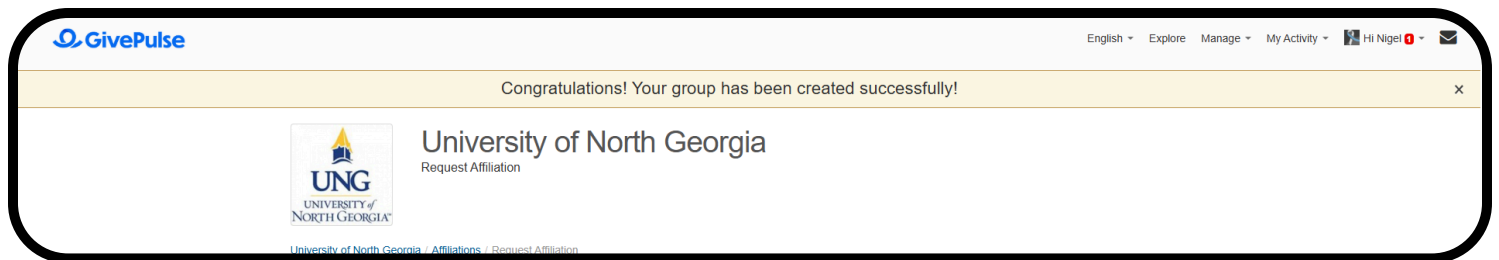 GivePulse
English Explore Manage My Activity Hi Nigel 1
Congratulations! Your group has been created successfully! ×
University of North Georgia
Request Affiliation
UNG
UNIVERSITY of
NORTH GEORGIA™
University of North Georgia / Affiliations / Request Affiliation